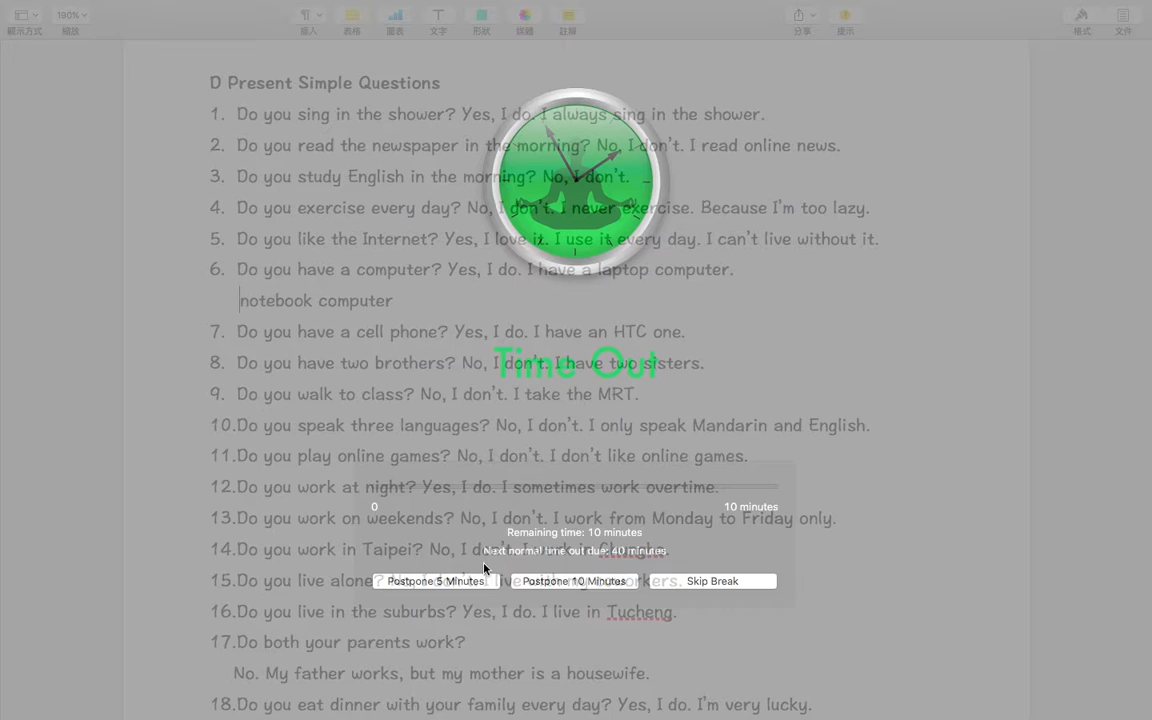 190%
顯示方式
縮放
插入
表格
圖表
文字
形狀
媒體
註解
分享
提示
格式
文件
D Present Simple Questions
1. Do you sing in the shower? Yes, I do. I always sing in the shower.
2. Do you read the newspaper in the morning? No, I don't. I read online news.
3. Do you study English in the morning? No, I don't.
4. Do you exercise every day? No, I don't. I never exercise. Because I'm too lazy.
5. Do you like the Internet? Yes, I love it. I use it every day. I can't live without it.
6. Do you have a computer? Yes, I do. I have a laptop computer.
notebook computer
7. Do you have a cell phone? Yes, I do. I have an HTC one.
8. Do you have two brothers? No, I don't. I have two sisters.
Time Out
9. Do you walk to class? No, I don't. I take the MRT.
10.Do you speak three languages? No, I don't. I only speak Mandarin and English.
11.Do you play online games? No, I don't. I don't like online games.
12.Do you work at night? Yes, I do. I sometimes work overtime.
0
10 minutes
13.Do you work on weekends? No, I don't. I work from Monday to Friday only.
Remaining time: 10 minutes
14.Do you work in Taipei? No, I don't.
Next normal time out due: 40 minutes
15.Do you live alone?
Postpone 5 Minutes
Postpone 10 Minutes
Skip Break
16.Do you live in the suburbs? Yes, I do. I live in Tucheng.
17.Do both your parents work?
No. My father works, but my mother is a housewife.
18.Do you eat dinner with your family every day? Yes, I do. I'm very lucky.